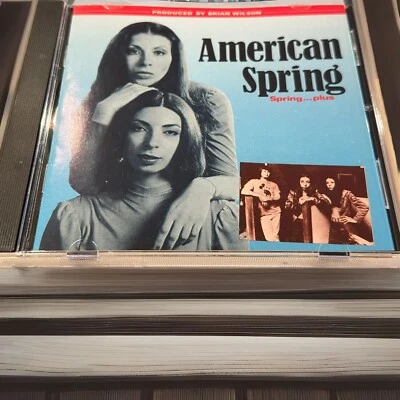 PRODUCED BY BRIAN WILSON
American
Spring
Spring...plus